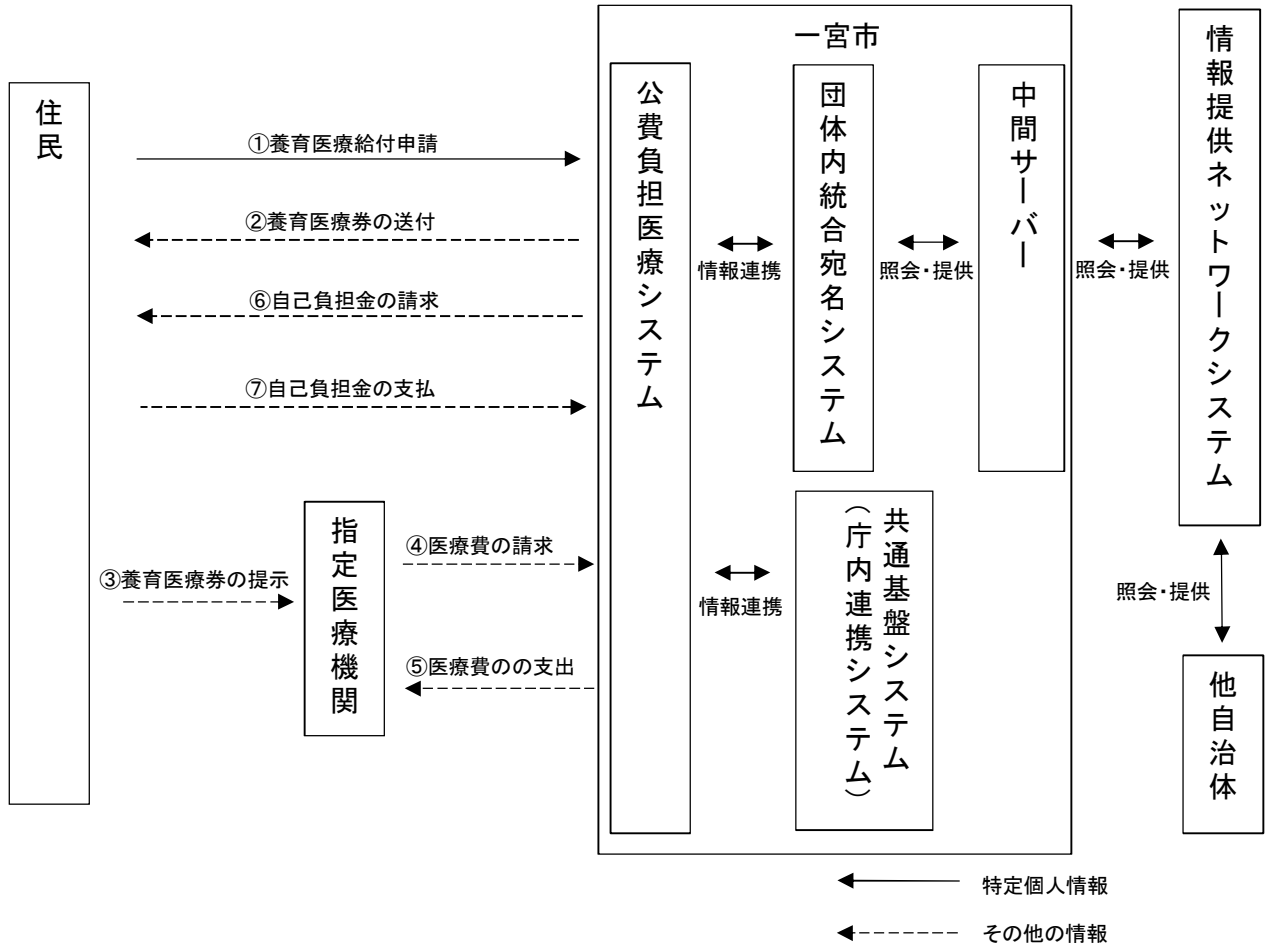 一宮市
住民
公費負担医療システム
団体内統合宛名システム
中間サーバー
情報提供ネットワークシステム
①養育医療給付申請
②養育医療券の送付
情報連携
照会・提供
照会・提供
⑥自己負担金の請求
⑦自己負担金の支払
指定医療機関
共通基盤システム
（庁内連携システム）
③養育医療券の提示
④医療費の請求
情報連携
⑤医療費のの支出
照会・提供
他自治体
特定個人情報
その他の情報